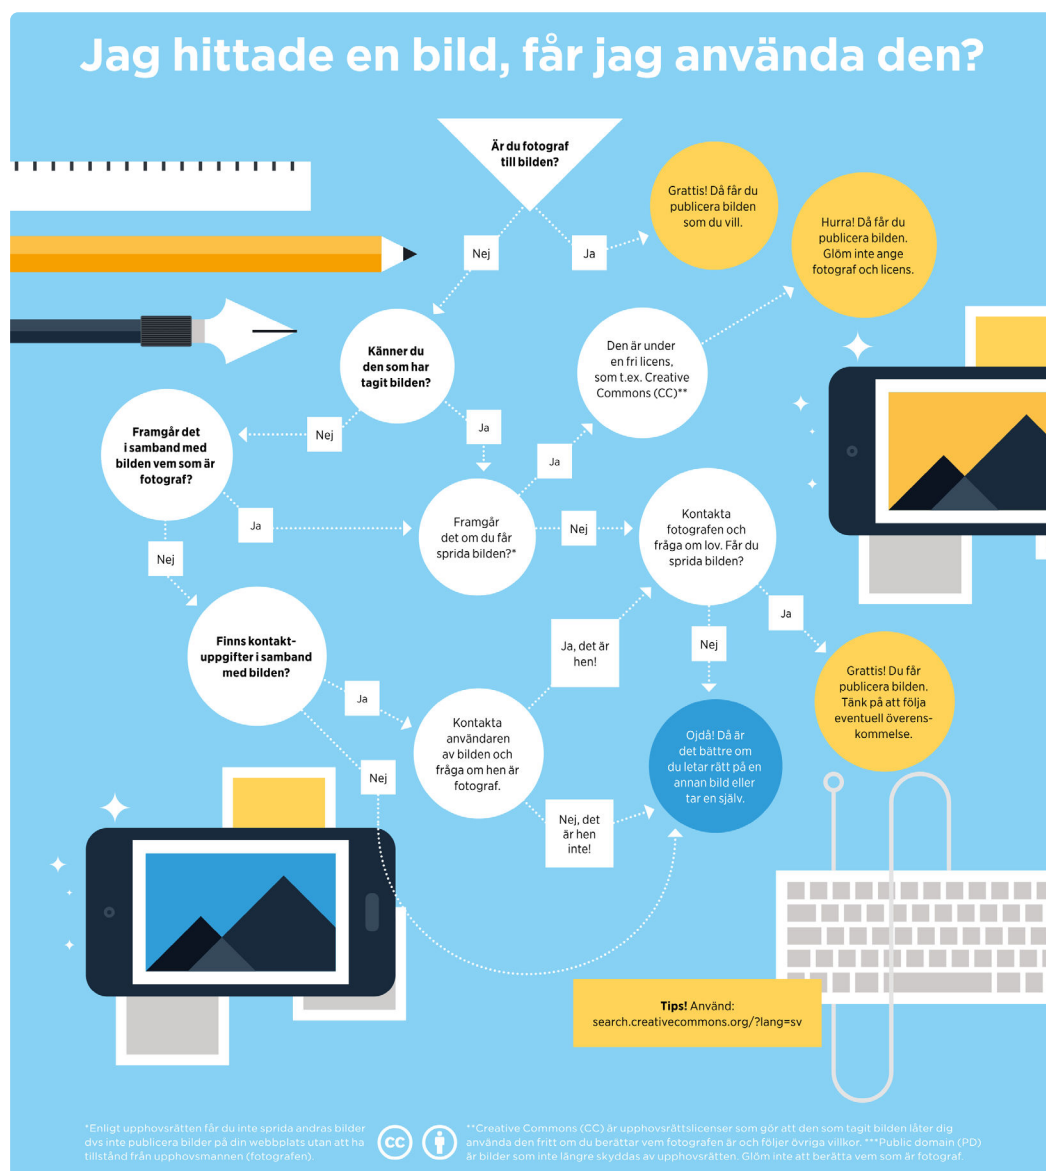 Jag hittade en bild, får jag använda den?
Är du fotograf
till bilden?
Grattis! Då får du
publicera bilden
som du vill.
Hurra! Då får du
publicera bilden.
Glöm inte ange
fotograf och licens.
Nej
Ja
Känner du
den som har
tagit bilden?
Den är under
en fri licens,
som t.ex. Creative
Commons (CC)**
Framgår det
i samband med
bilden vem som är
fotograf?
Nej
Ja
Ja
Ja
Framgår
det om du får
sprida bilden?*
Nej
Kontakta
fotografen och
fråga om lov. Får du
sprida bilden?
Nej
Finns kontakt-
uppgifter i samband
med bilden?
Ja, det är
hen!
Nej
Ja
Ja
Kontakta
användaren
av bilden och
fråga om hen är
fotograf.
Grattis! Du får
publicera bilden.
Tänk på att följa
eventuell överens-
kommelse.
Nej
Ojdå! Då är
det bättre om
du letar rätt på en
annan bild eller
tar en själv.
Nej, det
är hen
inte!
Tips! Använd:
search.creativecommons.org/?lang=sv
*Enligt upphovsrätten får du inte sprida andras bilder
dvs inte publicera bilder på din webbplats utan att ha
tillstånd från upphovsmannen (fotografen).
cc
**Creative Commons (CC) är upphovsrättslicenser som gör att den som tagit bilden låter dig
använda den fritt om du berättar vem fotografen är och följer övriga villkor. ***Public domain (PD)
är bilder som inte längre skyddas av upphovsrätten. Glöm inte att berätta vem som är fotograf.